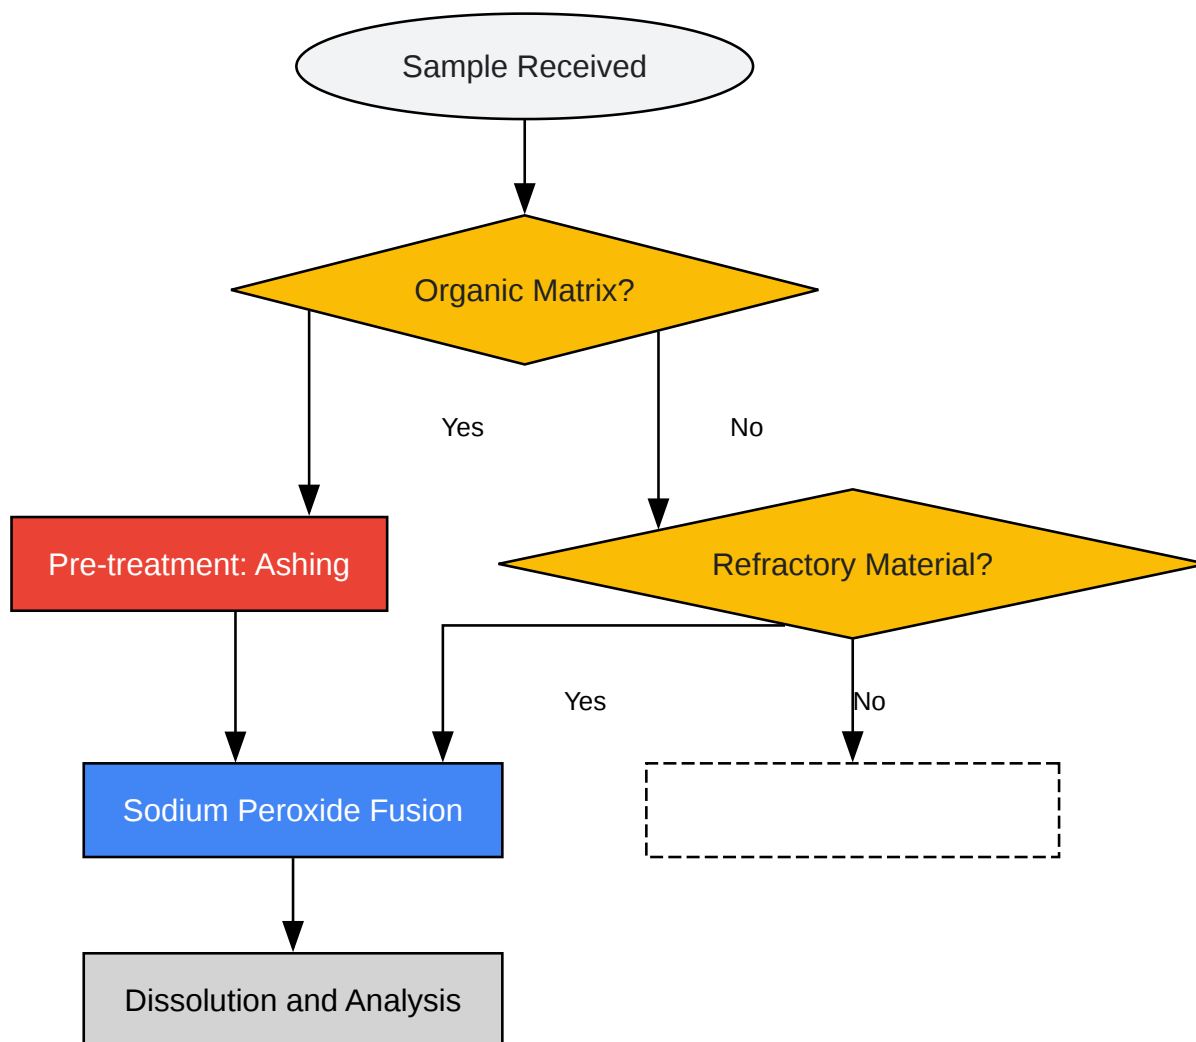 Sample Received
Organic Matrix?
Yes
No
Pre-treatment: Ashing
Refractory Material?
Yes
No
Sodium Peroxide Fusion
Dissolution and Analysis